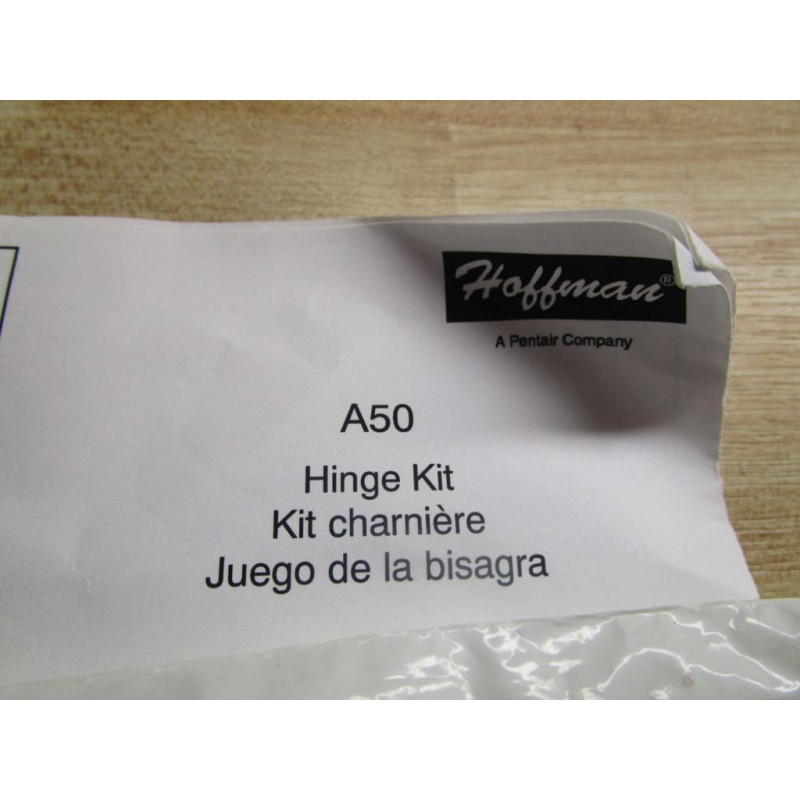 Hoffman®
A Pentair Company
A50
Hinge Kit
Kit charnière
Juego de la bisagra